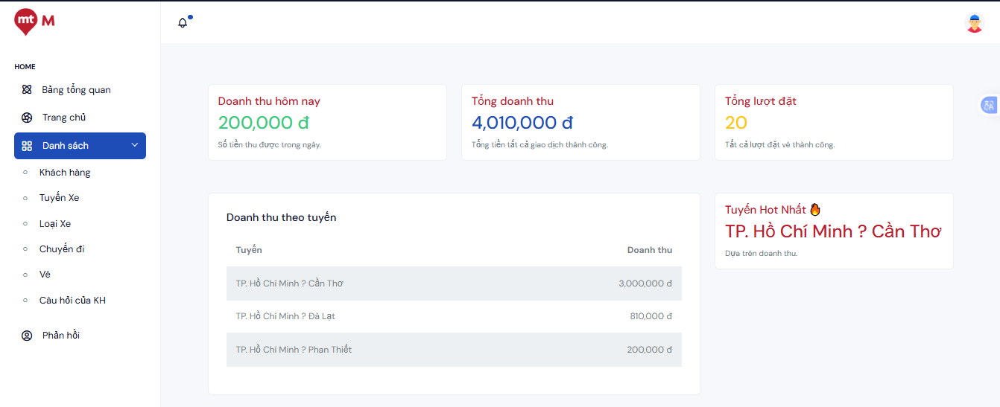 mt M
HOME
Bảng tổng quan
Trang chủ
Danh sách
Khách hàng
Tuyến Xe
Loại Xe
Chuyến đi
Vé
Câu hỏi của KH
Phản hồi
Doanh thu hôm nay
200,000 đ
Số tiền thu được trong ngày.
Tổng doanh thu
4,010,000 đ
Tổng tiền tất cả giao dịch thành công.
Tổng lượt đặt
20
Tất cả lượt đặt vé thành công.
Doanh thu theo tuyến
Tuyến Doanh thu
TP. Hồ Chí Minh ? Cần Thơ 3,000,000 đ
TP. Hồ Chí Minh ? Đà Lạt 810,000 đ
TP. Hồ Chí Minh ? Phan Thiết 200,000 đ
Tuyến Hot Nhất 🔥
TP. Hồ Chí Minh ? Cần Thơ
Dựa trên doanh thu.